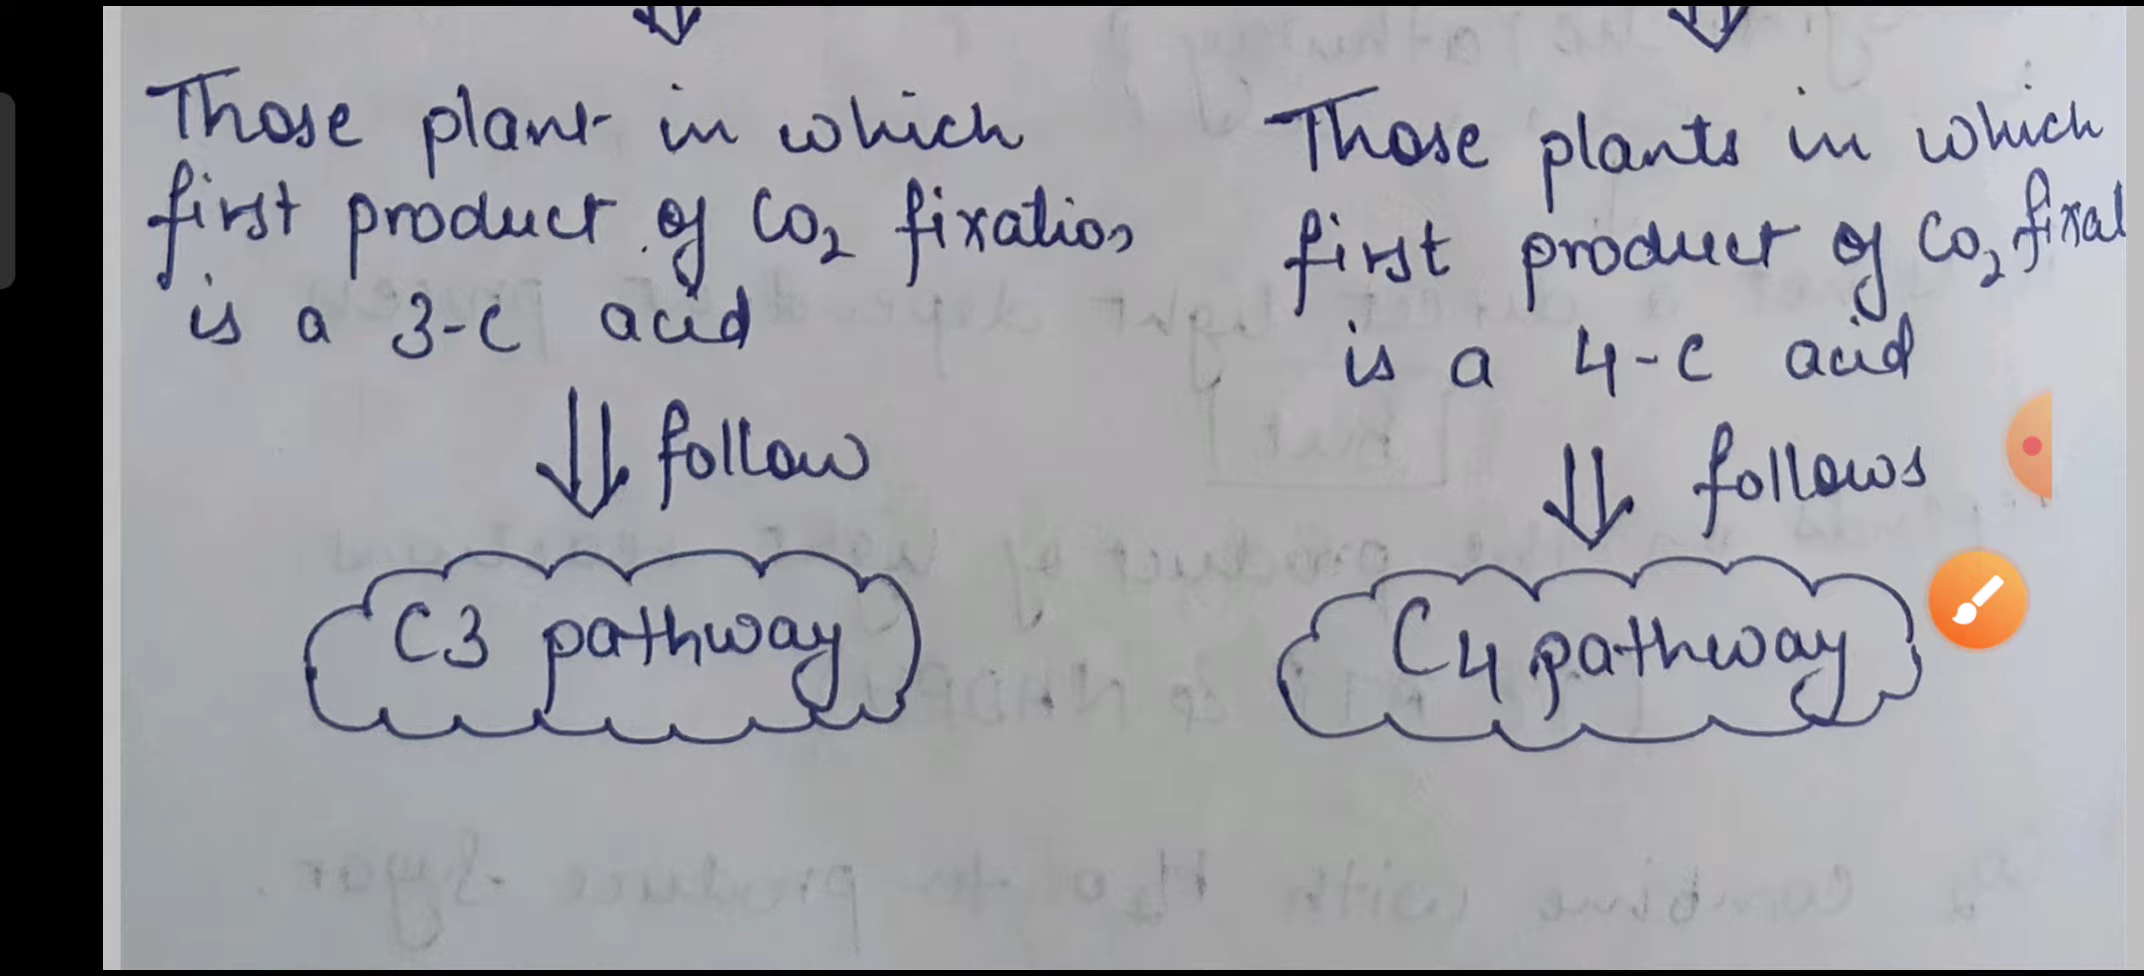 Those plant in which
first product of CO2 fixation
is a 3-C acid
follow
C3 pathway
Those plants in which
first product of CO2 fixat
is a 4-C acid
follows
C4 pathway